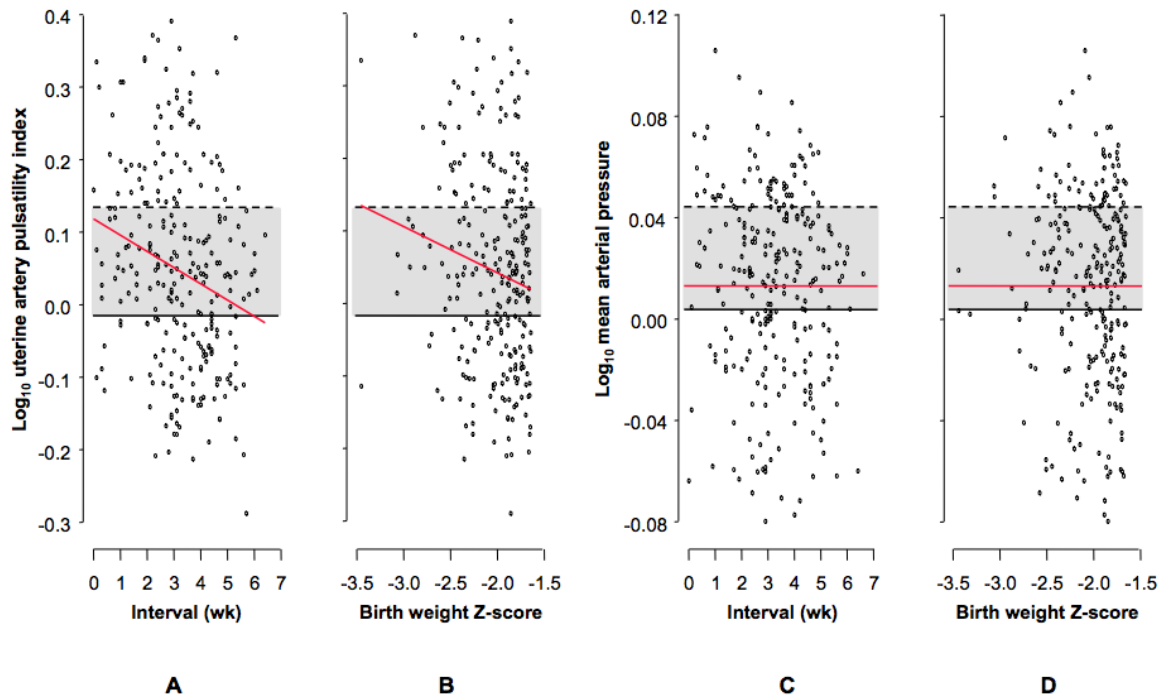 Log₁₀ uterine artery pulsatility index
0.4
0.3
0.2
0.1
0.0
-0.1
-0.2
-0.3
0 1 2 3 4 5 6 7
Interval (wk)
A
-3.5 -3.0 -2.5 -2.0 -1.5
Birth weight Z-score
B
Log₁₀ mean arterial pressure
0.12
0.08
0.04
0.00
-0.04
-0.08
0 1 2 3 4 5 6 7
Interval (wk)
C
-3.5 -3.0 -2.5 -2.0 -1.5
Birth weight Z-score
D